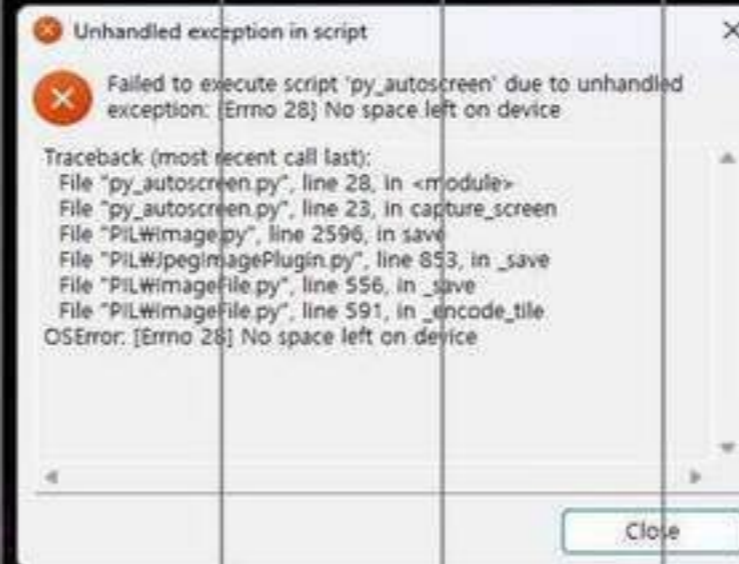 Unhandled exception in script
Failed to execute script 'py_autoscreen' due to unhandled
exception: [Errno 28] No space left on device
Traceback (most recent call last):
File "py_autoscreen.py", line 28, in <module>
File "py_autoscreen.py", line 23, in capture_screen
File "PIL₩Image.py", line 2596, in save
File "PIL₩JpegImagePlugin.py", line 853, in _save
File "PIL₩ImageFile.py", line 556, in _save
File "PIL₩ImageFile.py", line 591, in _encode_tile
OSError: [Errno 28] No space left on device
Close